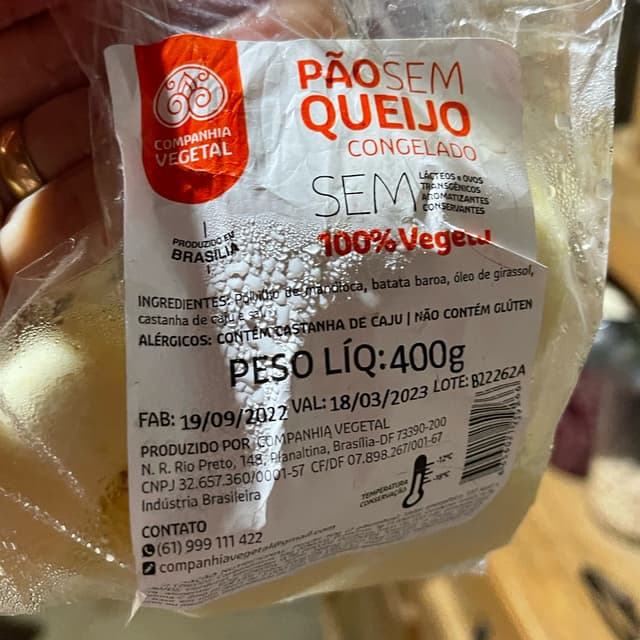 COMPANHIA
VEGETAL
PÃO SEM
QUEIJO
CONGELADO
SEM
LÁCTEOS e OVOS
TRANSGÊNICOS
AROMATIZANTES
CONSERVANTES
100% Vegetal
PRODUZIDO EM
BRASÍLIA
INGREDIENTES: Polvilho de mandioca, batata baroa, óleo de girassol,
castanha de caju e sal.
ALÉRGICOS: CONTÉM CASTANHA DE CAJU | NÃO CONTÉM GLÚTEN
PESO LÍQ: 400g
FAB: 19/09/2022 VAL: 18/03/2023 LOTE: B22262A
PRODUZIDO POR COMPANHIA VEGETAL
N. R. Rio Preto, 148, Planaltina, Brasília-DF 73390-200
CNPJ 32.657.360/0001-57 CF/DF 07.898.267/001-67
Indústria Brasileira
TEMPERATURA
CONSERVAÇÃO
-12°C
-18°C
CONTATO
(61) 999 111 422
companhiavegetal@gmail.com